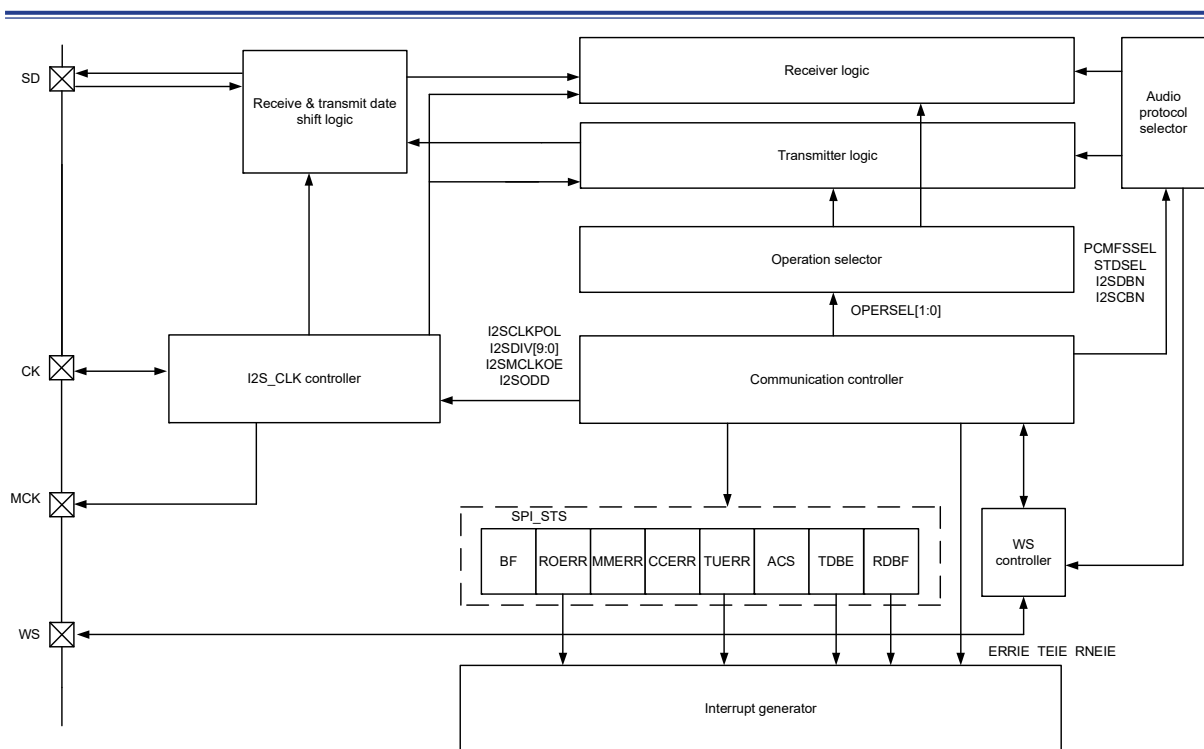 SD
Receive & transmit date
shift logic
Receiver logic
Audio
protocol
selector
Transmitter logic
Operation selector
PCMFSSEL
STDSEL
I2SDBN
I2SCBN
OPERSEL[1:0]
I2SCLKPOL
I2SDIV[9:0]
I2SMCLKOE
I2SODD
CK
I2S_CLK controller
Communication controller
MCK
SPI_STS
BF ROERR MMERR CCERR TUERR ACS TDBE RDBF
WS
controller
WS
ERRIE TEIE RNEIE
Interrupt generator